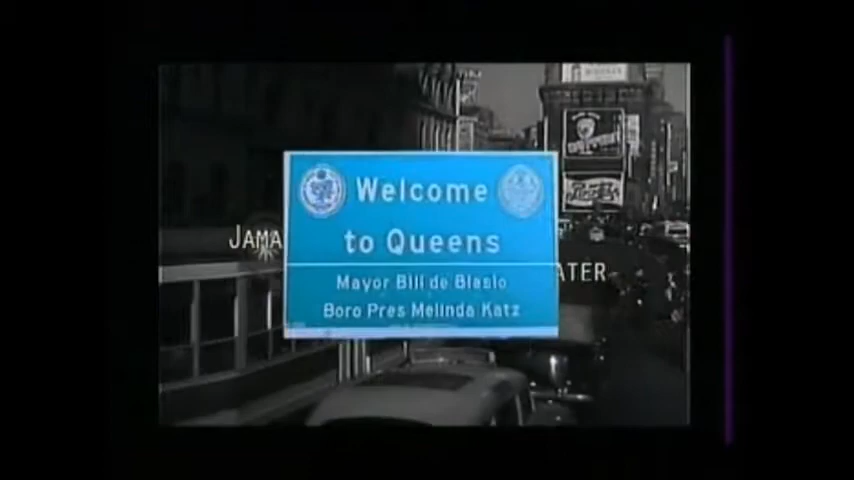 Welcome
to Queens
JAMA
ATER
Mayor Bill de Blasio
Boro Pres Melinda Katz